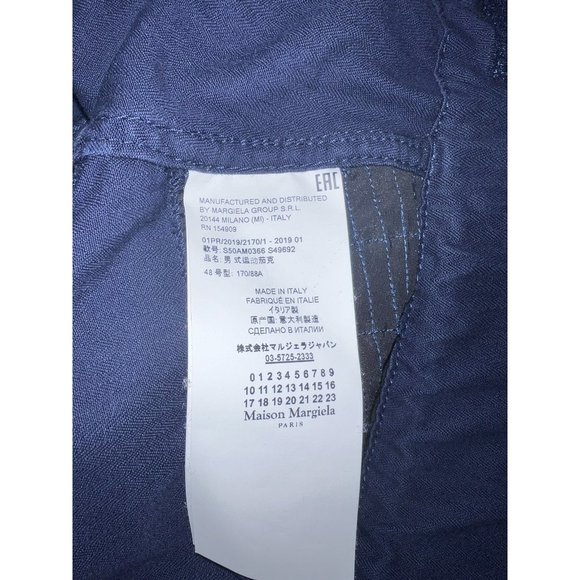 EAC
MANUFACTURED AND DISTRIBUTED
BY MARGIELA GROUP S.R.L.
20144 MILANO (MI) - ITALY
RN 154909
01PR/2019/2170/1 - 2019 01
款号: S50AM0366 S49692
品名: 男式运动茄克
48 号型: 170/88A
MADE IN ITALY
FABRIQUÉ EN ITALIE
イタリア製
原产国: 意大利制造
СДЕЛАНО В ИТАЛИИ
株式会社マルジェラジャパン
03-5725-2333
0 1 2 3 4 5 6 7 8 9
10 11 12 13 14 15 16
17 18 19 20 21 22 23
Maison Margiela
PARIS